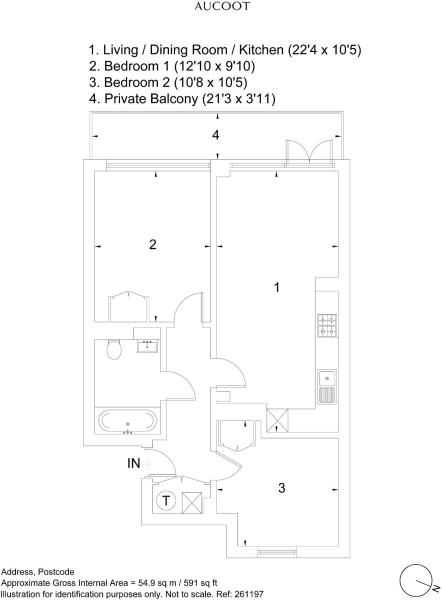 AUCOOT
1. Living / Dining Room / Kitchen (22'4 x 10'5)
2. Bedroom 1 (12'10 x 9'10)
3. Bedroom 2 (10'8 x 10'5)
4. Private Balcony (21'3 x 3'11)
4
2
1
IN
3
T
Address, Postcode
Approximate Gross Internal Area = 54.9 sq m / 591 sq ft
Illustration for identification purposes only. Not to scale. Ref: 261197
N